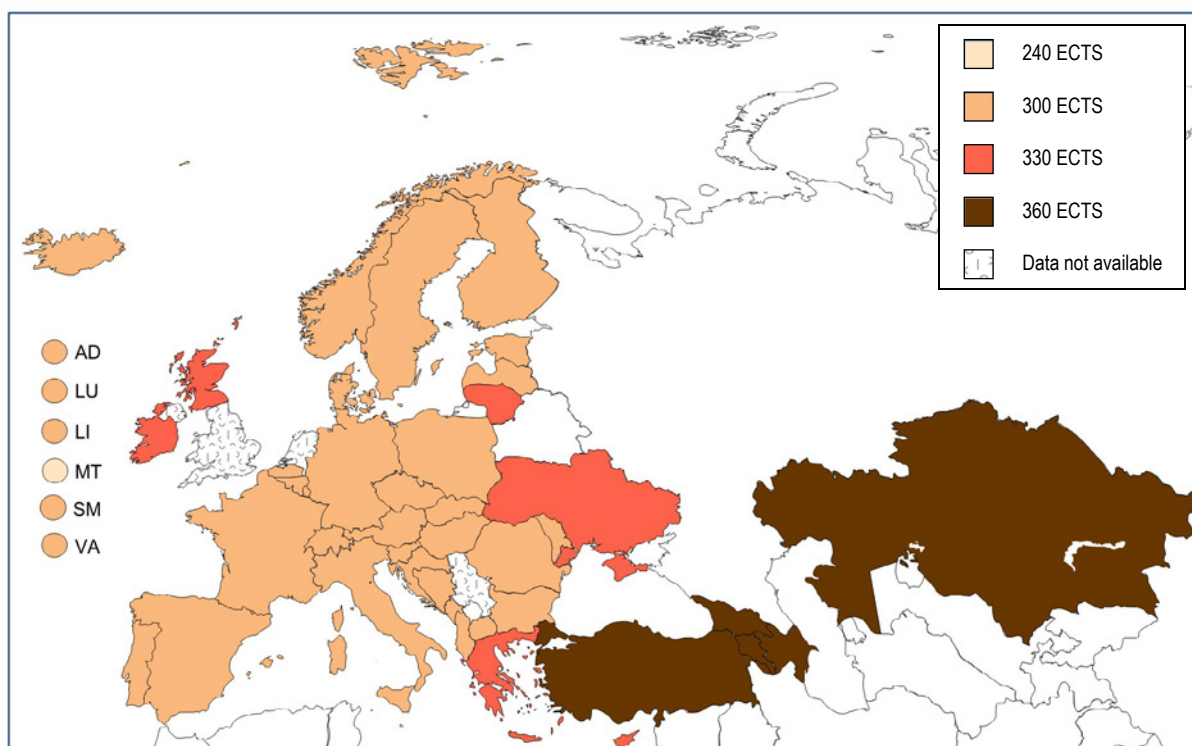 240 ECTS
300 ECTS
330 ECTS
360 ECTS
Data not available
AD
LU
LI
MT
SM
VA